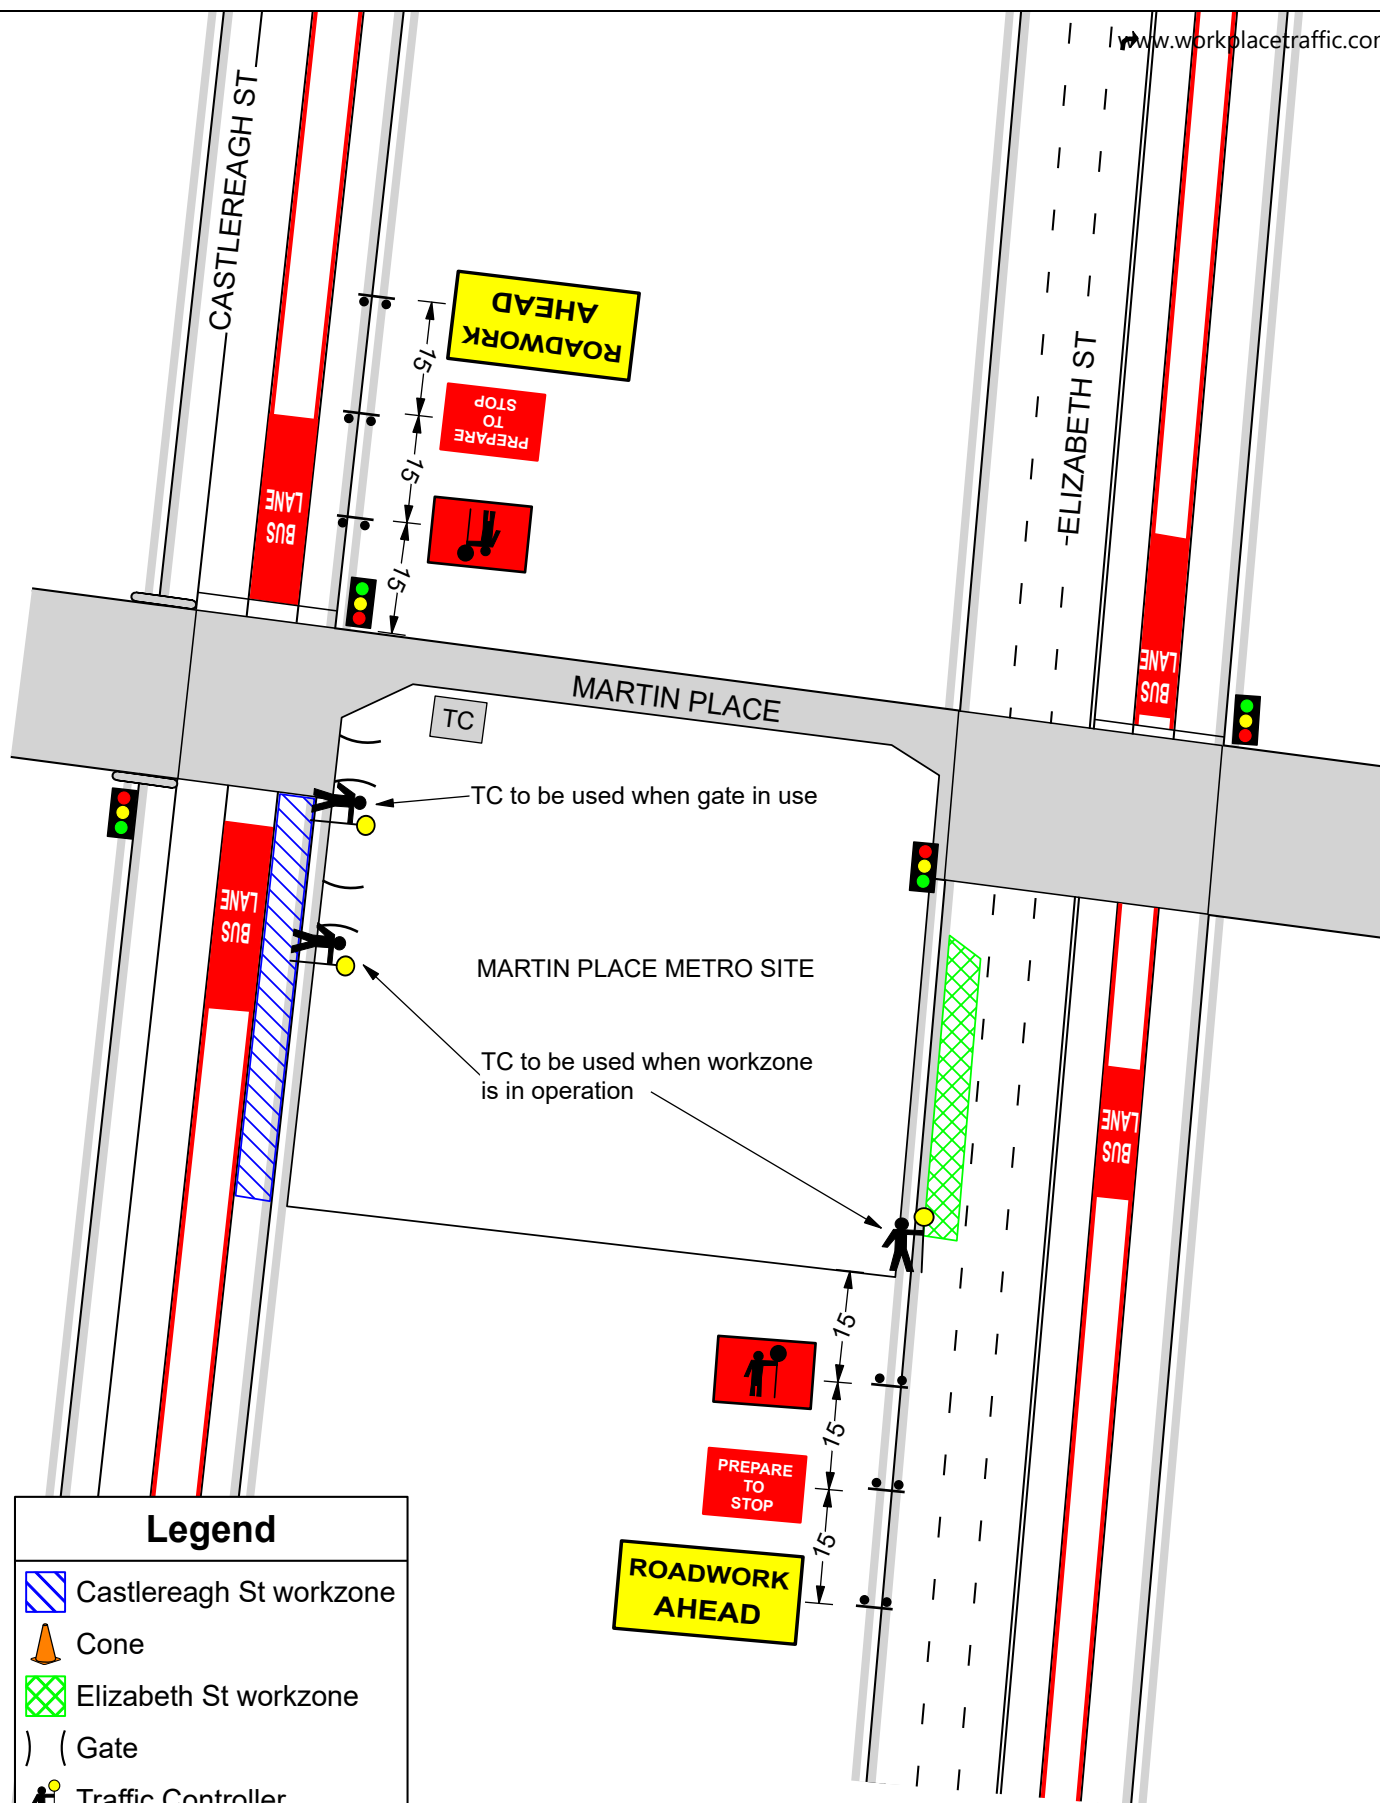 www.workplacetraffic.com
CASTLEREAGH ST
ROADWORK
AHEAD
15
PREPARE
TO
STOP
15
15
BUS
LANE
ELIZABETH ST
BUS
LANE
MARTIN PLACE
TC
TC to be used when gate in use
BUS
LANE
MARTIN PLACE METRO SITE
TC to be used when workzone
is in operation
BUS
LANE
15
15
PREPARE
TO
STOP
15
ROADWORK
AHEAD
Legend
Castlereagh St workzone
Cone
Elizabeth St workzone
Gate
Traffic Controller